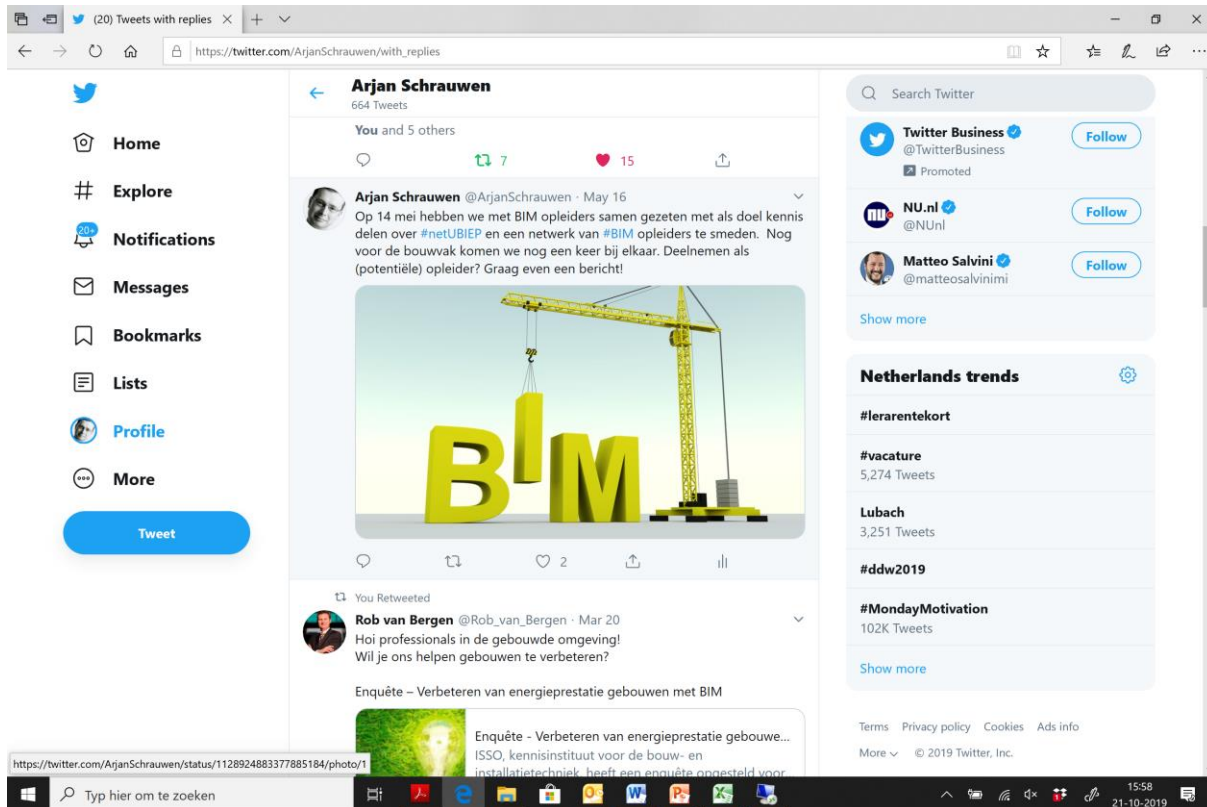 (20) Tweets with replies
https://twitter.com/ArjanSchrauwen/with_replies
Home
Explore
20+
Notifications
Messages
Bookmarks
Lists
Profile
More
Tweet
Arjan Schrauwen
664 Tweets
You and 5 others
7 15
Arjan Schrauwen @ArjanSchrauwen · May 16
Op 14 mei hebben we met BIM opleiders samen gezeten met als doel kennis
delen over #netUBIEP en een netwerk van #BIM opleiders te smeden. Nog
voor de bouwvak komen we nog een keer bij elkaar. Deelnemen als
(potentiële) opleider? Graag even een bericht!
BIM
2
You Retweeted
Rob van Bergen @Rob_van_Bergen · Mar 20
Hoi professionals in de gebouwde omgeving!
Wil je ons helpen gebouwen te verbeteren?
Enquête – Verbeteren van energieprestatie gebouwen met BIM
Enquête - Verbeteren van energieprestatie gebouwe...
ISSO, kennisinstituut voor de bouw- en
installatietechniek, heeft een enquête opgesteld voor...
Search Twitter
Twitter Business
@TwitterBusiness
Promoted
Follow
nu
NU.nl
@NUnl
Follow
Matteo Salvini
@matteosalvinimi
Follow
Show more
Netherlands trends
#lerarentekort
#vacature
5,274 Tweets
Lubach
3,251 Tweets
#ddw2019
#MondayMotivation
102K Tweets
Show more
Terms Privacy policy Cookies Ads info
More © 2019 Twitter, Inc.
https://twitter.com/ArjanSchrauwen/status/1128924883377885184/photo/1
Typ hier om te zoeken
15:58
21-10-2019